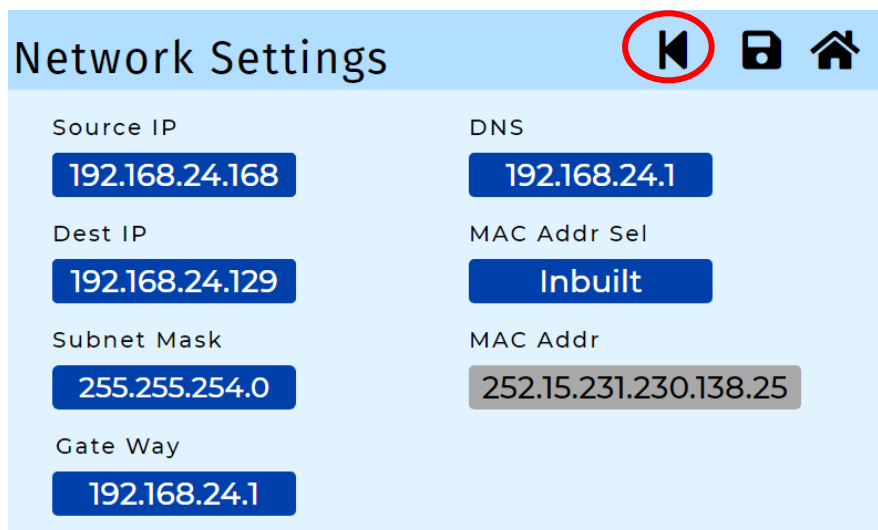 Network Settings
Source IP
192.168.24.168
Dest IP
192.168.24.129
Subnet Mask
255.255.254.0
Gate Way
192.168.24.1
DNS
192.168.24.1
MAC Addr Sel
Inbuilt
MAC Addr
252.15.231.230.138.25